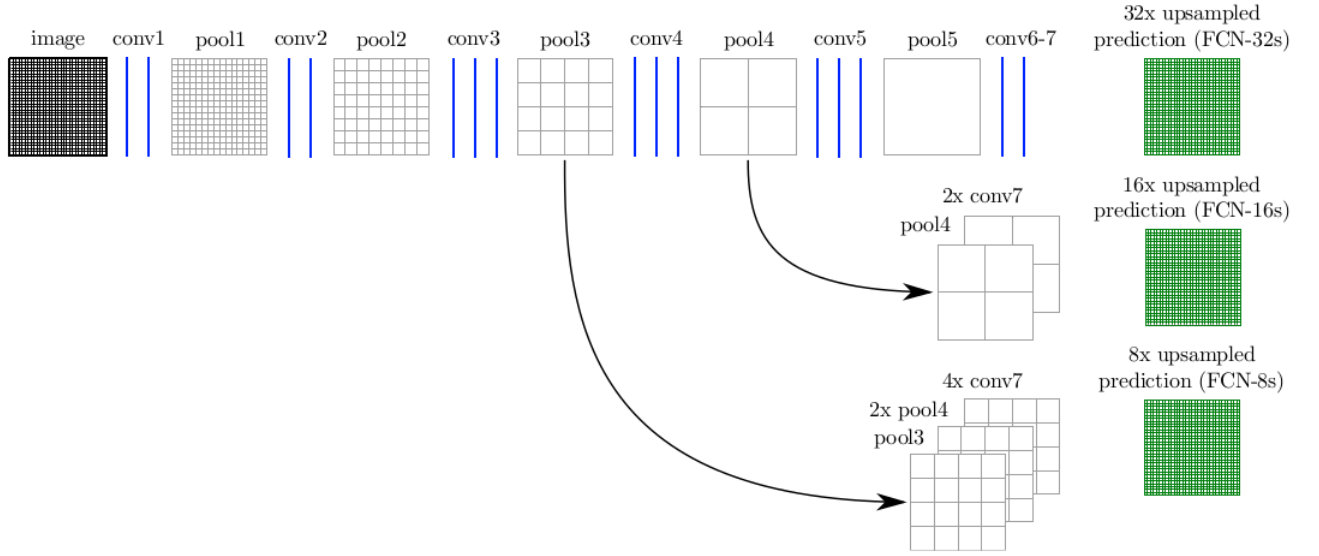 image
conv1
pool1
conv2
pool2
conv3
pool3
conv4
pool4
conv5
pool5
conv6-7
32x upsampled
prediction (FCN-32s)
2x conv7
pool4
16x upsampled
prediction (FCN-16s)
4x conv7
2x pool4
pool3
8x upsampled
prediction (FCN-8s)